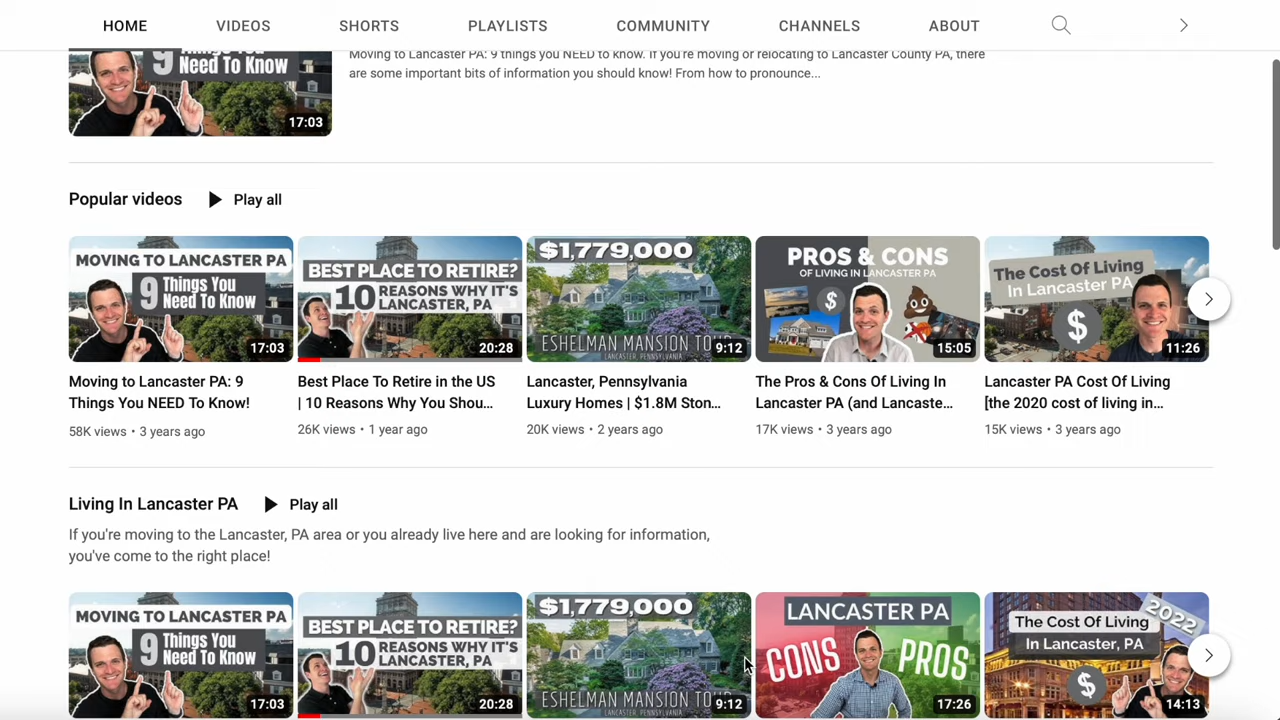 HOME VIDEOS SHORTS PLAYLISTS COMMUNITY CHANNELS ABOUT
9 Things You
Need To Know
17:03
Moving to Lancaster PA: 9 things you NEED to know. If you're moving or relocating to Lancaster County PA, there
are some important bits of information you should know! From how to pronounce...
Popular videos Play all
MOVING TO LANCASTER PA
9 Things You
Need To Know
17:03
BEST PLACE TO RETIRE?
10 REASONS WHY IT'S
LANCASTER, PA
20:28
$1,779,000
ESHELMAN MANSION TOUR
LANCASTER, PENNSYLVANIA
9:12
PROS & CONS
OF LIVING IN LANCASTER PA
$
15:05
The Cost Of Living
In Lancaster PA
$
11:26
Moving to Lancaster PA: 9
Things You NEED To Know!
58K views • 3 years ago
Best Place To Retire in the US
| 10 Reasons Why You Shou...
26K views • 1 year ago
Lancaster, Pennsylvania
Luxury Homes | $1.8M Ston...
20K views • 2 years ago
The Pros & Cons Of Living In
Lancaster PA (and Lancaste...
17K views • 3 years ago
Lancaster PA Cost Of Living
[the 2020 cost of living in...
15K views • 3 years ago
Living In Lancaster PA Play all
If you're moving to the Lancaster, PA area or you already live here and are looking for information,
you've come to the right place!
MOVING TO LANCASTER PA
9 Things You
Need To Know
17:03
BEST PLACE TO RETIRE?
10 REASONS WHY IT'S
LANCASTER, PA
20:28
$1,779,000
ESHELMAN MANSION TOUR
9:12
LANCASTER PA
CONS PROS
17:26
2022
The Cost Of Living
In Lancaster, PA
$
14:13